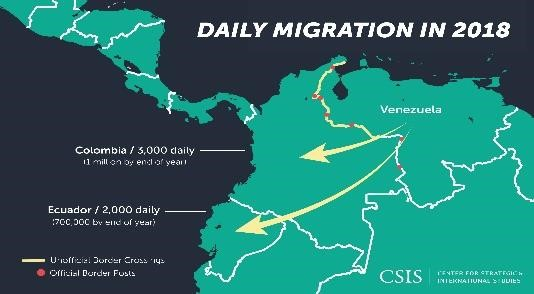 DAILY MIGRATION IN 2018
Venezuela
Colombia / 3,000 daily
(1 million by end of year)
Ecuador / 2,000 daily
(700,000 by end of year)
Unofficial Border Crossings
Official Border Posts
CSIS
CENTER FOR STRATEGIC &
INTERNATIONAL STUDIES